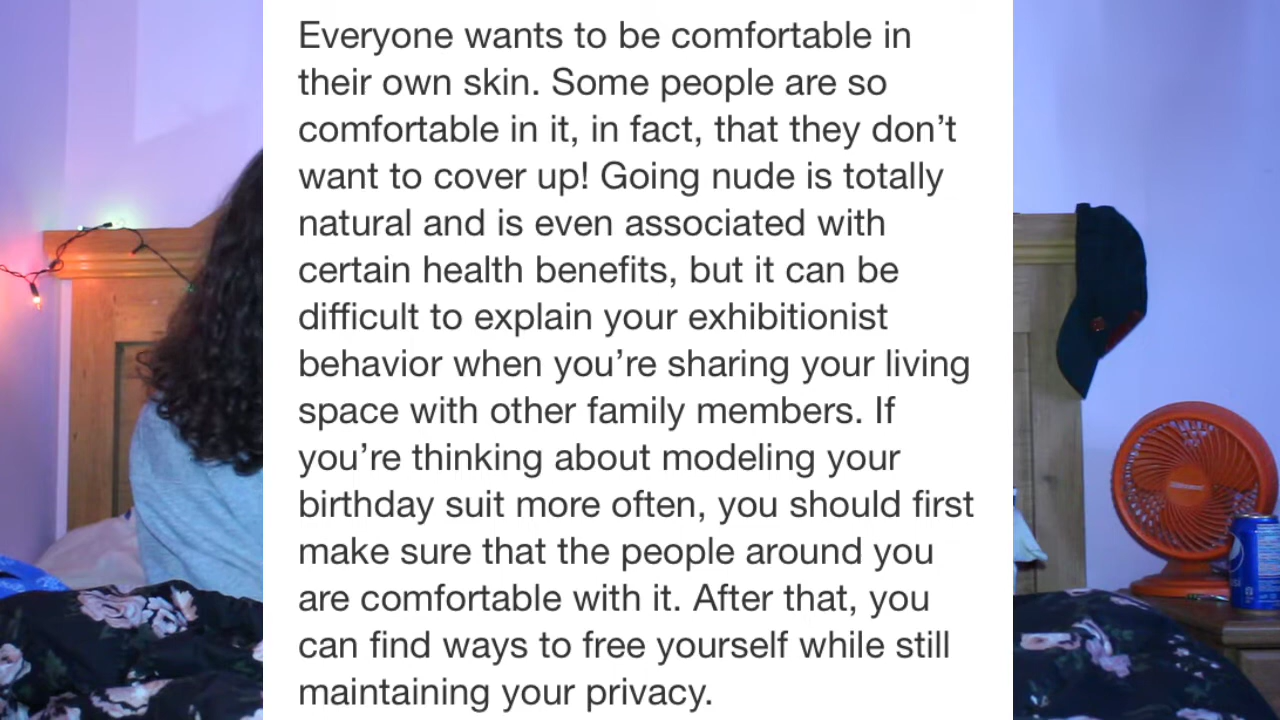 Everyone wants to be comfortable in
their own skin. Some people are so
comfortable in it, in fact, that they don’t
want to cover up! Going nude is totally
natural and is even associated with
certain health benefits, but it can be
difficult to explain your exhibitionist
behavior when you’re sharing your living
space with other family members. If
you’re thinking about modeling your
birthday suit more often, you should first
make sure that the people around you
are comfortable with it. After that, you
can find ways to free yourself while still
maintaining your privacy.